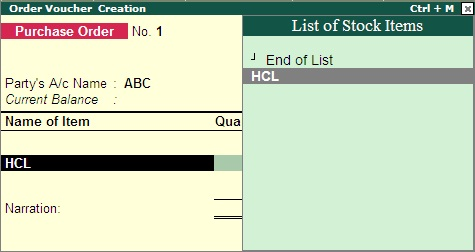 Order Voucher Creation Ctrl + M x
Purchase Order No. 1
List of Stock Items
End of List
HCL
Party's A/c Name : ABC
Current Balance :
Name of Item Qua
HCL
Narration: